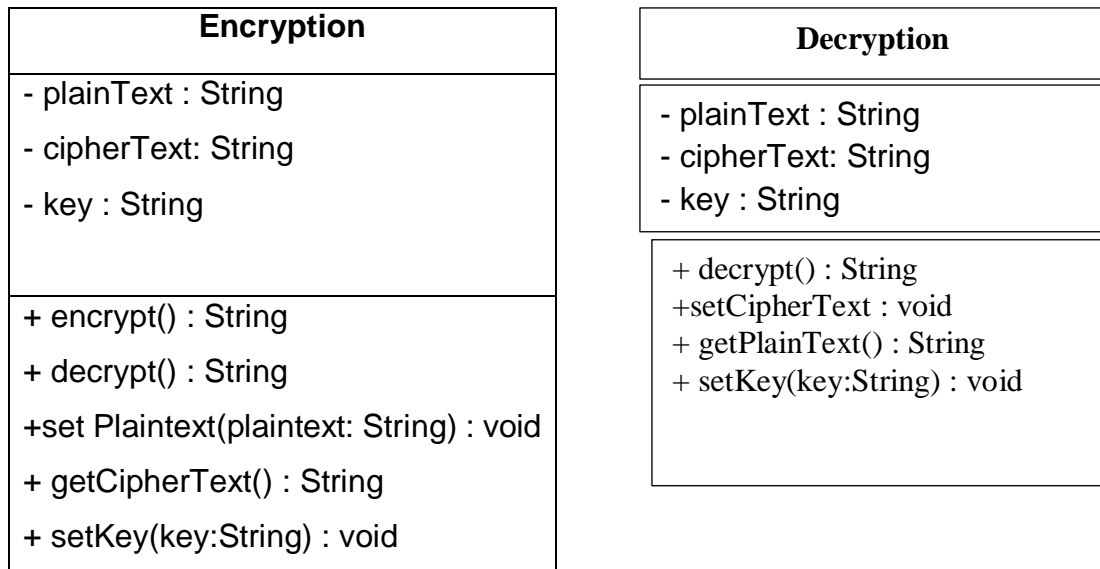 Encryption
- plainText : String
- cipherText: String
- key : String
+ encrypt() : String
+ decrypt() : String
+set Plaintext(plaintext: String) : void
+ getCipherText() : String
+ setKey(key:String) : void
Decryption
- plainText : String
- cipherText: String
- key : String
+ decrypt() : String
+setCipherText : void
+ getPlainText() : String
+ setKey(key:String) : void